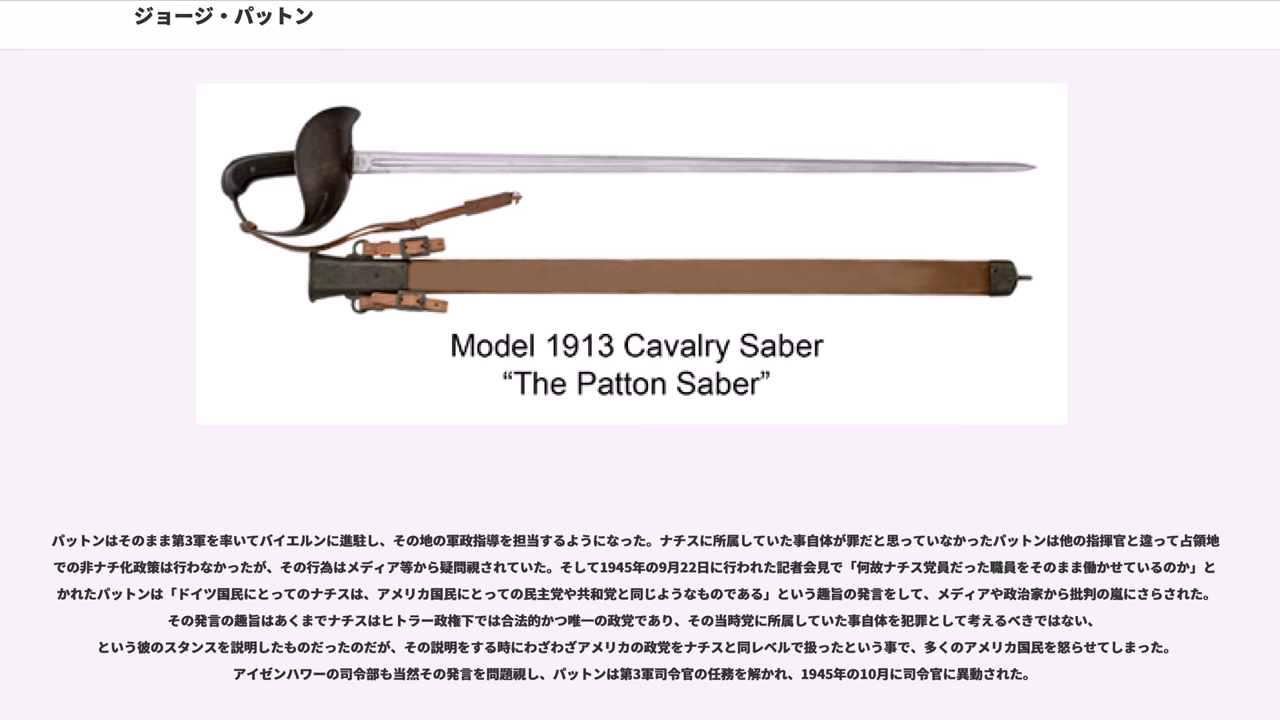 ジョージ・パットン
Model 1913 Cavalry Saber
“The Patton Saber”
パットンはそのまま第3軍を率いてバイエルンに進駐し、その地の軍政指導を担当するようになった。ナチスに所属していた事自体が罪だと思っていなかったパットンは他の指揮官と違って占領地
での非ナチ化政策は行わなかったが、その行為はメディア等から疑問視されていた。そして1945年の9月22日に行われた記者会見で「何故ナチス党員だった職員をそのまま働かせているのか」と
かれたパットンは「ドイツ国民にとってのナチスは、アメリカ国民にとっての民主党や共和党と同じようなものである」という趣旨の発言をして、メディアや政治家から批判の嵐にさらされた。
その発言の趣旨はあくまでナチスはヒトラー政権下では合法的かつ唯一の政党であり、その当時党に所属していた事自体を犯罪として考えるべきではない、
という彼のスタンスを説明したものだったのだが、その説明をする時にわざわざアメリカの政党をナチスと同レベルで扱ったという事で、多くのアメリカ国民を怒らせてしまった。
アイゼンハワーの司令部も当然その発言を問題視し、パットンは第3軍司令官の任務を解かれ、1945年の10月に司令官に異動された。